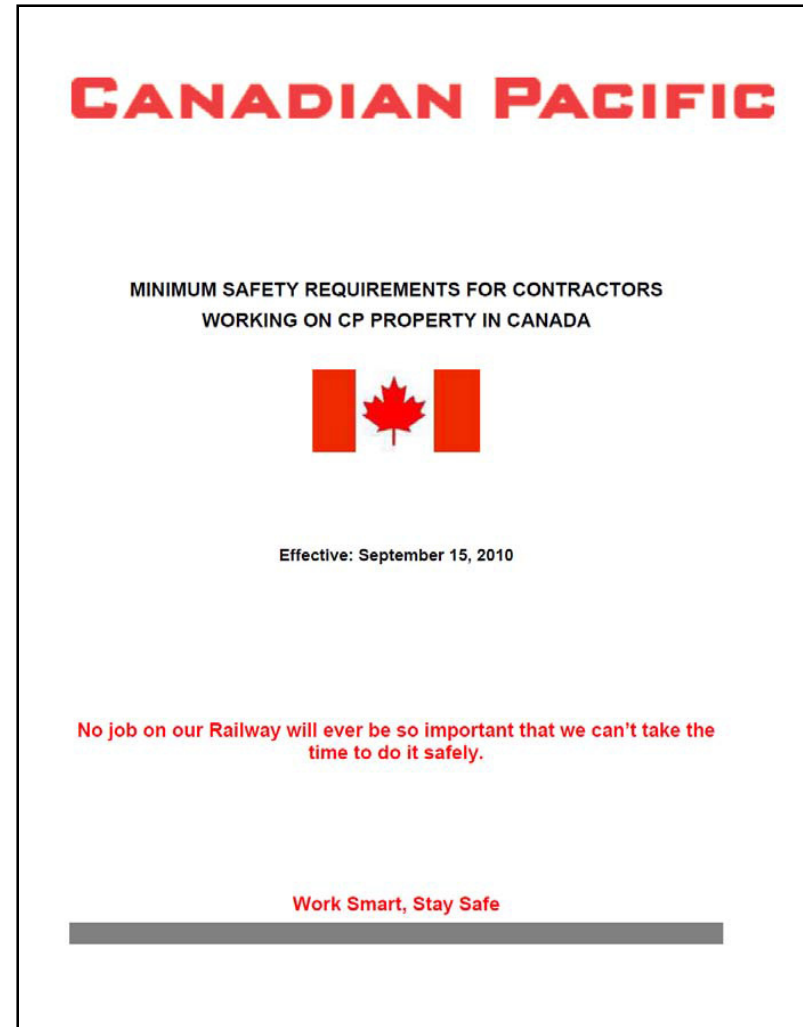 CANADIAN PACIFIC
MINIMUM SAFETY REQUIREMENTS FOR CONTRACTORS
WORKING ON CP PROPERTY IN CANADA
Effective: September 15, 2010
No job on our Railway will ever be so important that we can't take the
time to do it safely.
Work Smart, Stay Safe